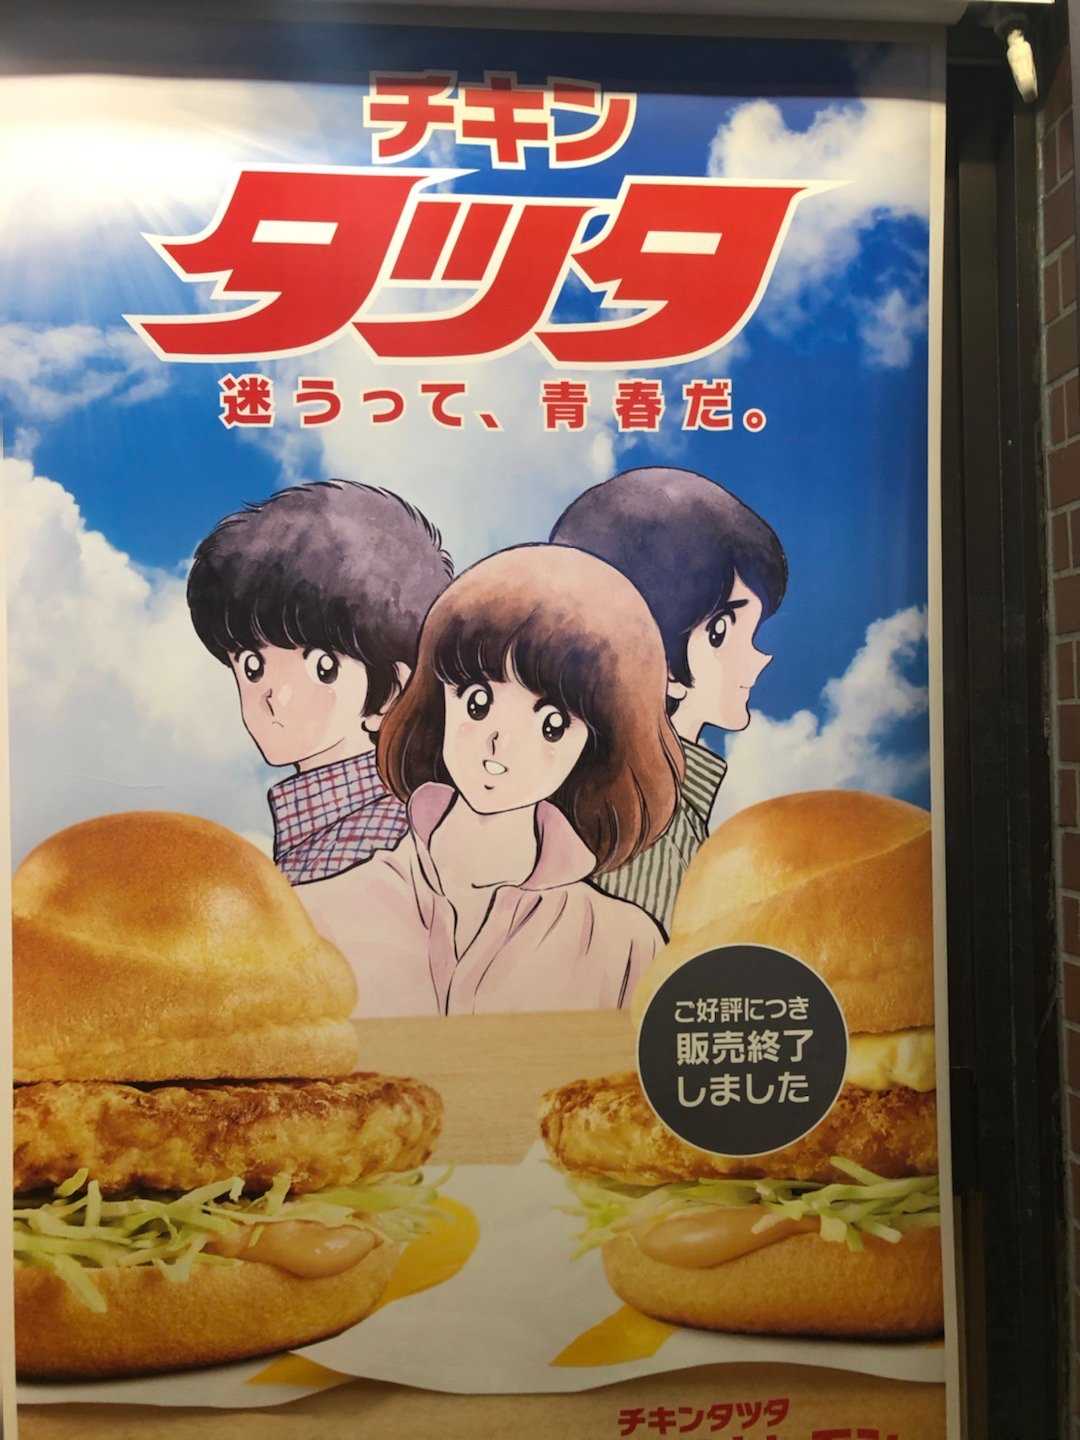 チキン
タツタ
迷うって、青春だ。
ご好評につき
販売終了
しました
チキンタツタ